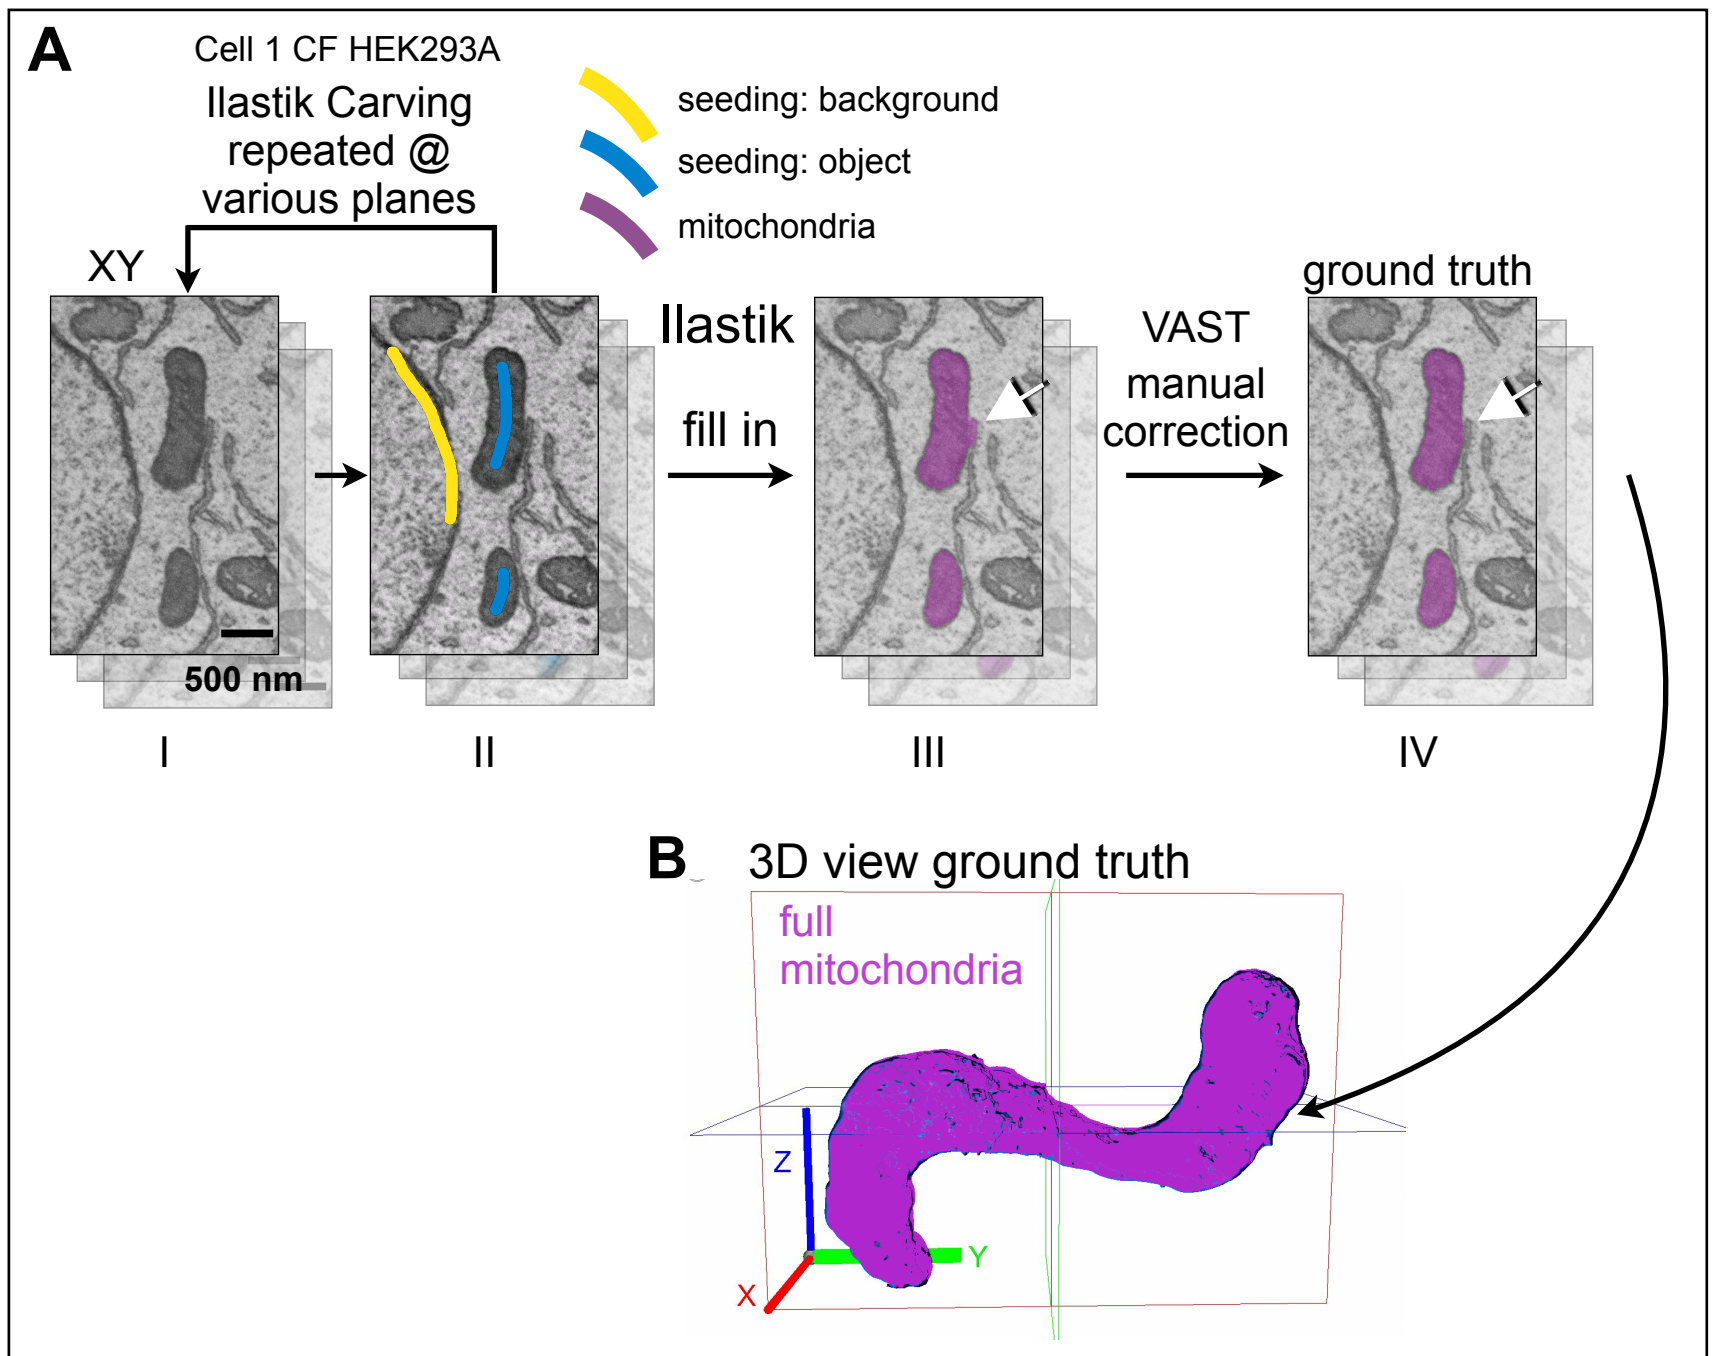 A
Cell 1 CF HEK293A
Ilastik Carving
repeated @
various planes
seeding: background
seeding: object
mitochondria
XY
500 nm
I
II
Ilastik
fill in
III
VAST
manual
correction
ground truth
IV
B
3D view ground truth
full
mitochondria
Z
Y
X